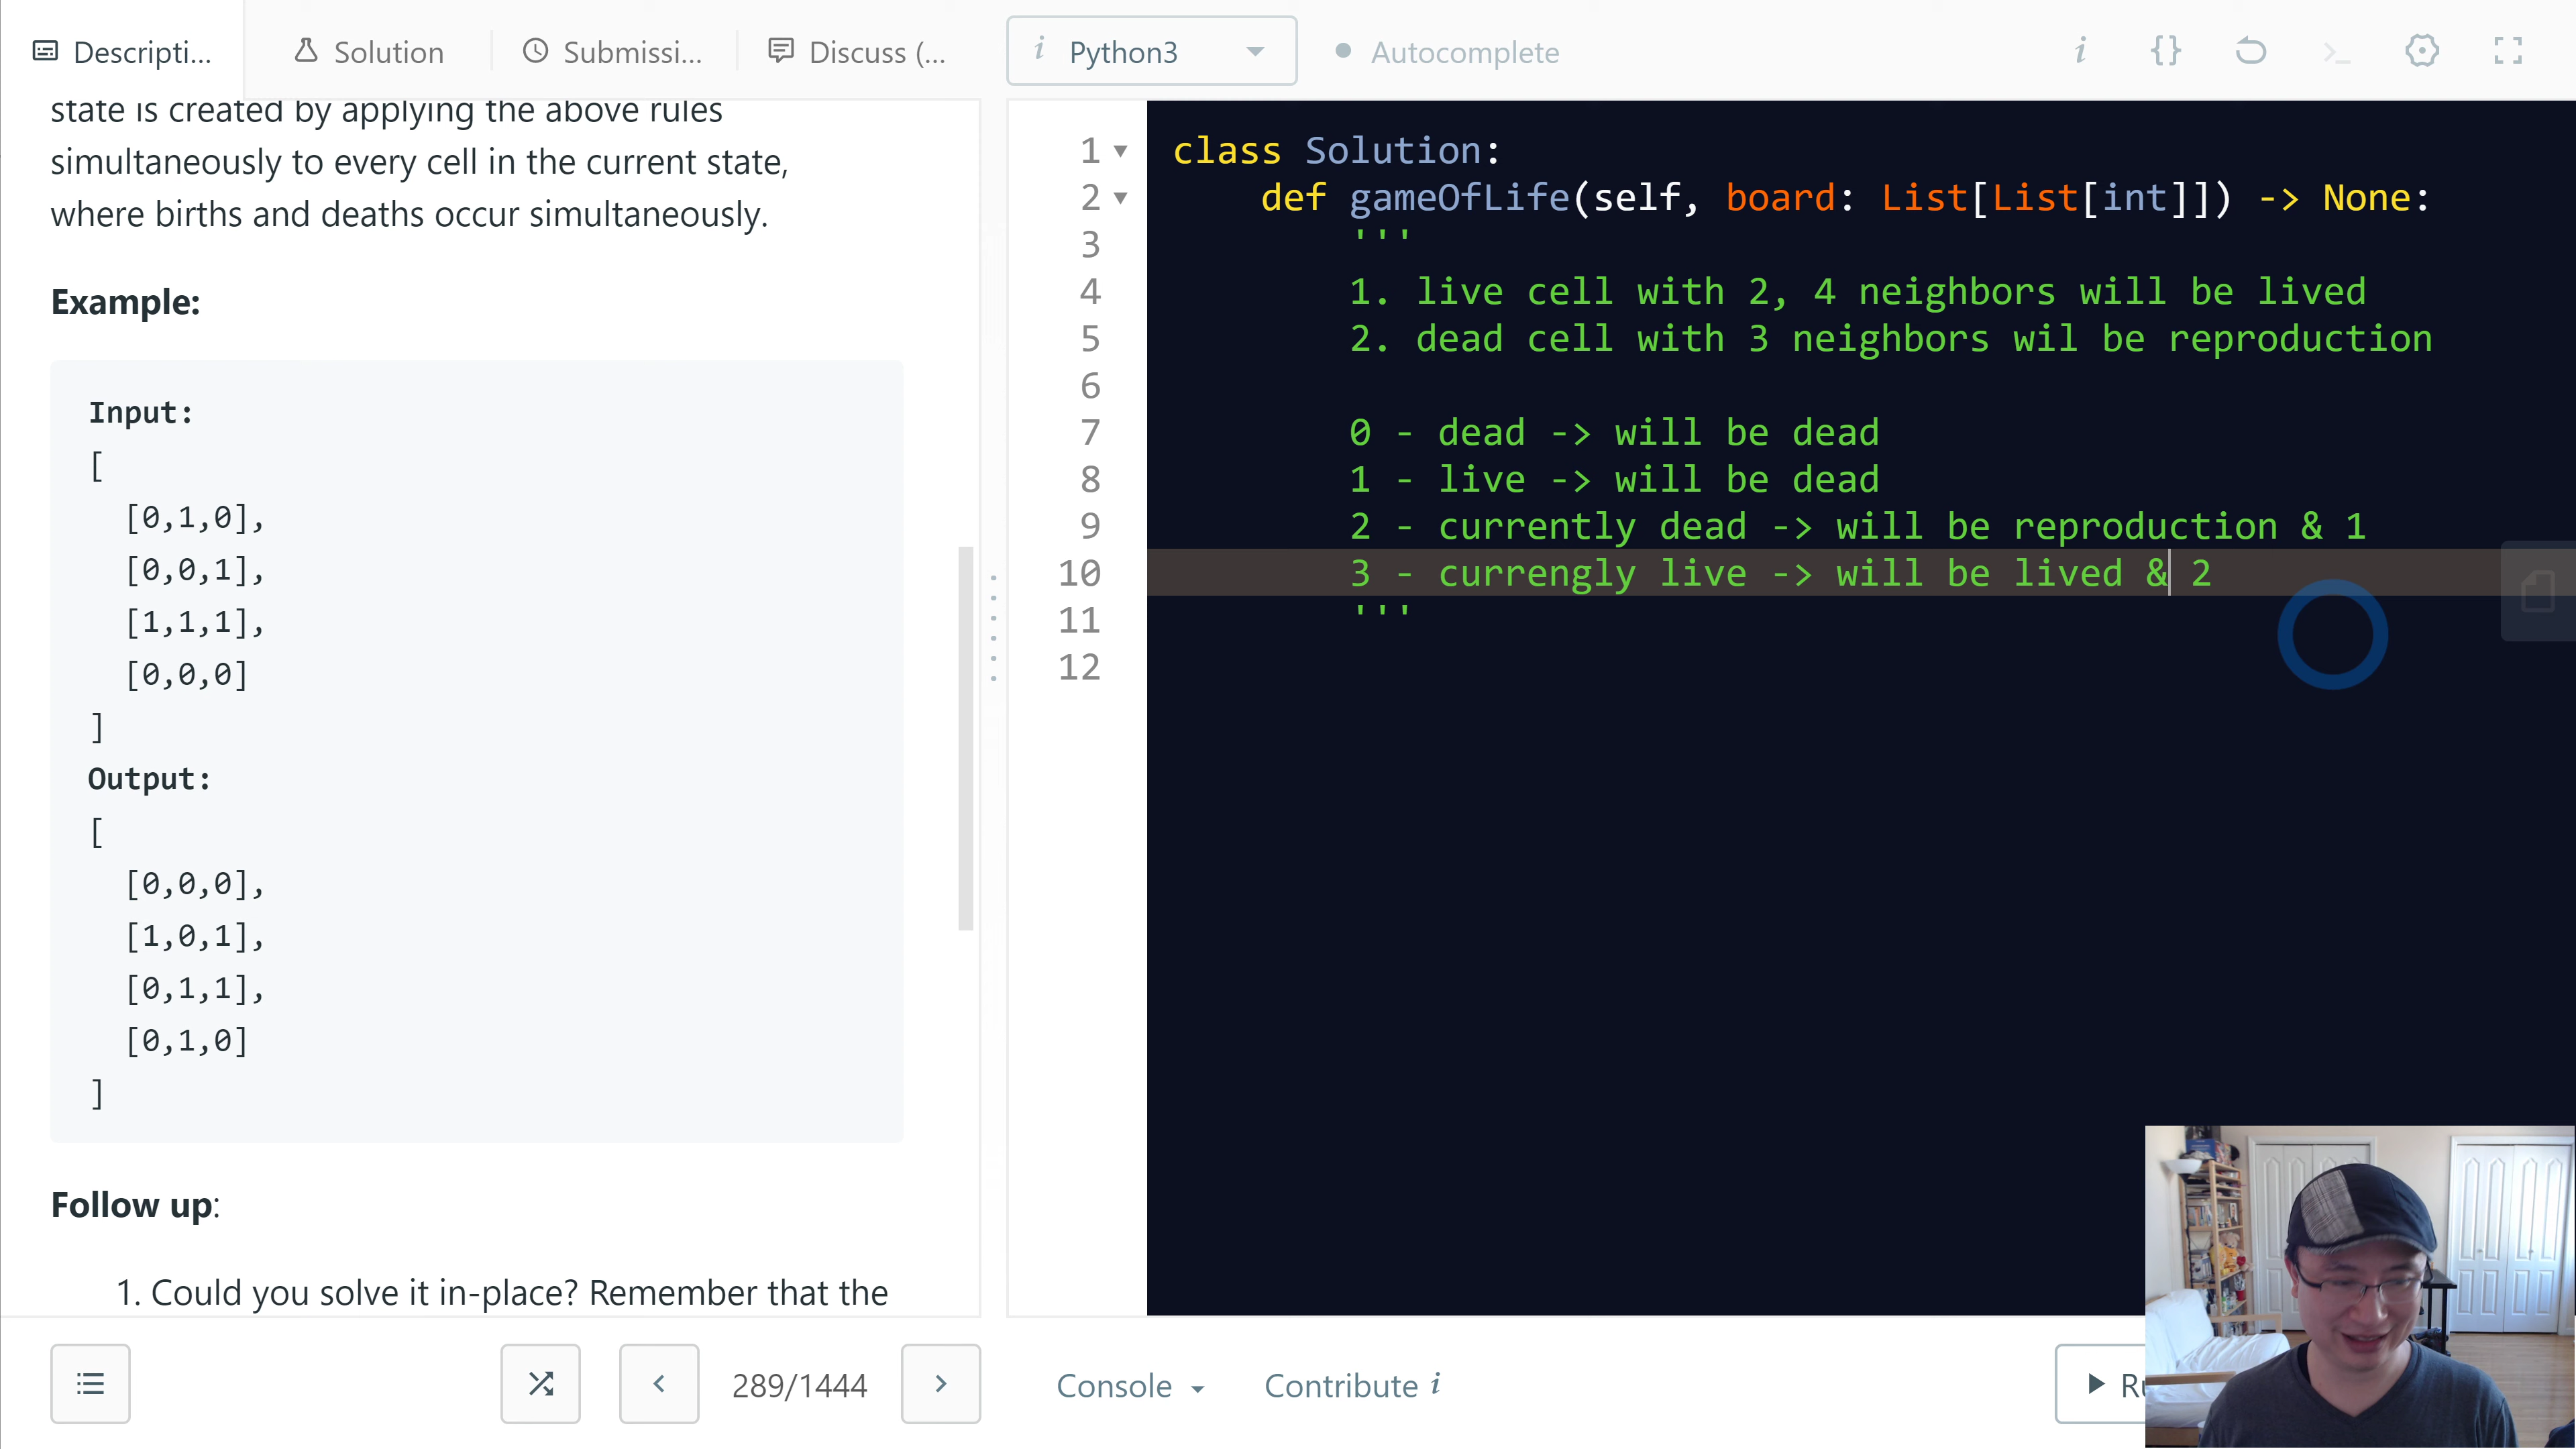 Descripti...
Solution
Submissi...
Discuss (...
i Python3
Autocomplete
i {} >_
state is created by applying the above rules
simultaneously to every cell in the current state,
where births and deaths occur simultaneously.
Example:
Input:
[
[0,1,0],
[0,0,1],
[1,1,1],
[0,0,0]
]
Output:
[
[0,0,0],
[1,0,1],
[0,1,1],
[0,1,0]
]
Follow up:
1. Could you solve it in-place? Remember that the
289/1444
1 class Solution:
2 def gameOfLife(self, board: List[List[int]]) -> None:
3 '''
4 1. live cell with 2, 4 neighbors will be lived
5 2. dead cell with 3 neighbors wil be reproduction
6
7 0 - dead -> will be dead
8 1 - live -> will be dead
9 2 - currently dead -> will be reproduction & 1
10 3 - currengly live -> will be lived & 2
11 '''
12
Console
Contribute i